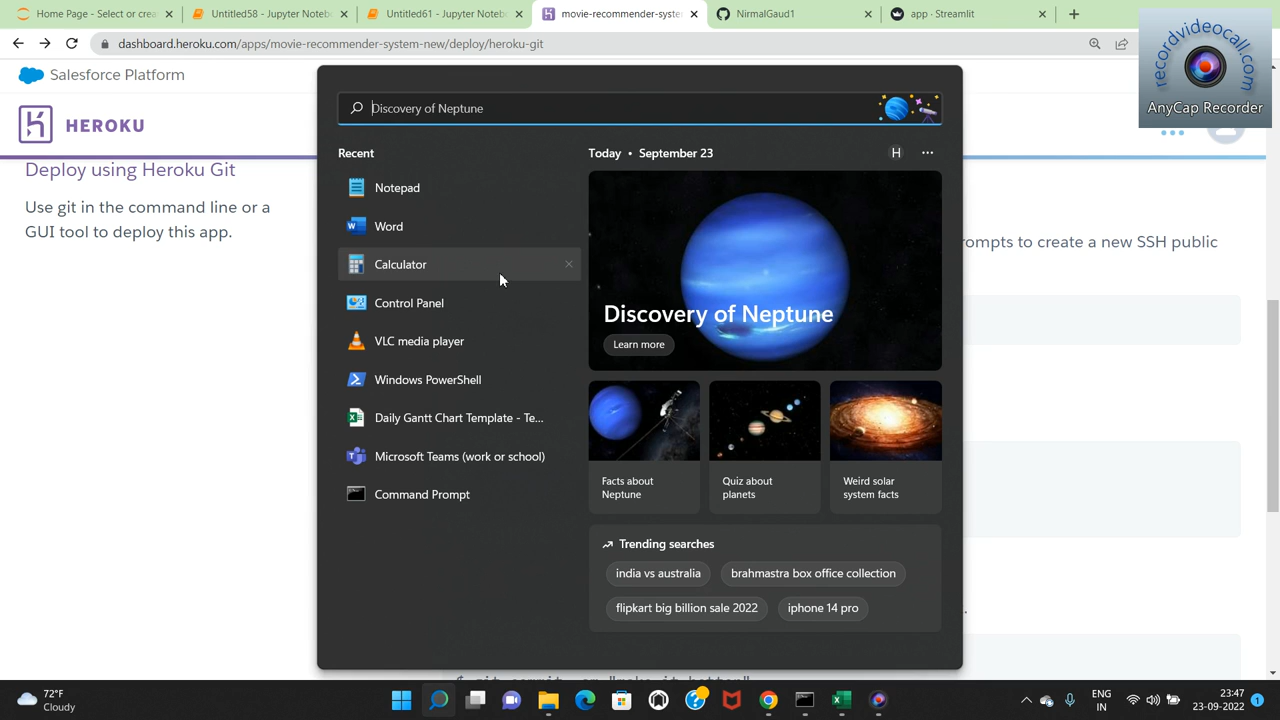 Home Page - Select or crea
Untitled58 - Jupyter Noteb
Untitled61 - Jupyter Noteb
movie-recommender-syste
NirmalGaud1
app · Streamlit
dashboard.heroku.com/apps/movie-recommender-system-new/deploy/heroku-git
recordvideocall.com
AnyCap Recorder
Salesforce Platform
HEROKU
Deploy using Heroku Git
Use git in the command line or a
GUI tool to deploy this app.
rompts to create a new SSH public
Discovery of Neptune
Recent
Notepad
Word
Calculator
Control Panel
VLC media player
Windows PowerShell
Daily Gantt Chart Template - Te...
Microsoft Teams (work or school)
Command Prompt
Today • September 23
H
Discovery of Neptune
Learn more
Facts about
Neptune
Quiz about
planets
Weird solar
system facts
Trending searches
india vs australia
brahmastra box office collection
flipkart big billion sale 2022
iphone 14 pro
72°F
Cloudy
ENG
IN
23:47
23-09-2022
1